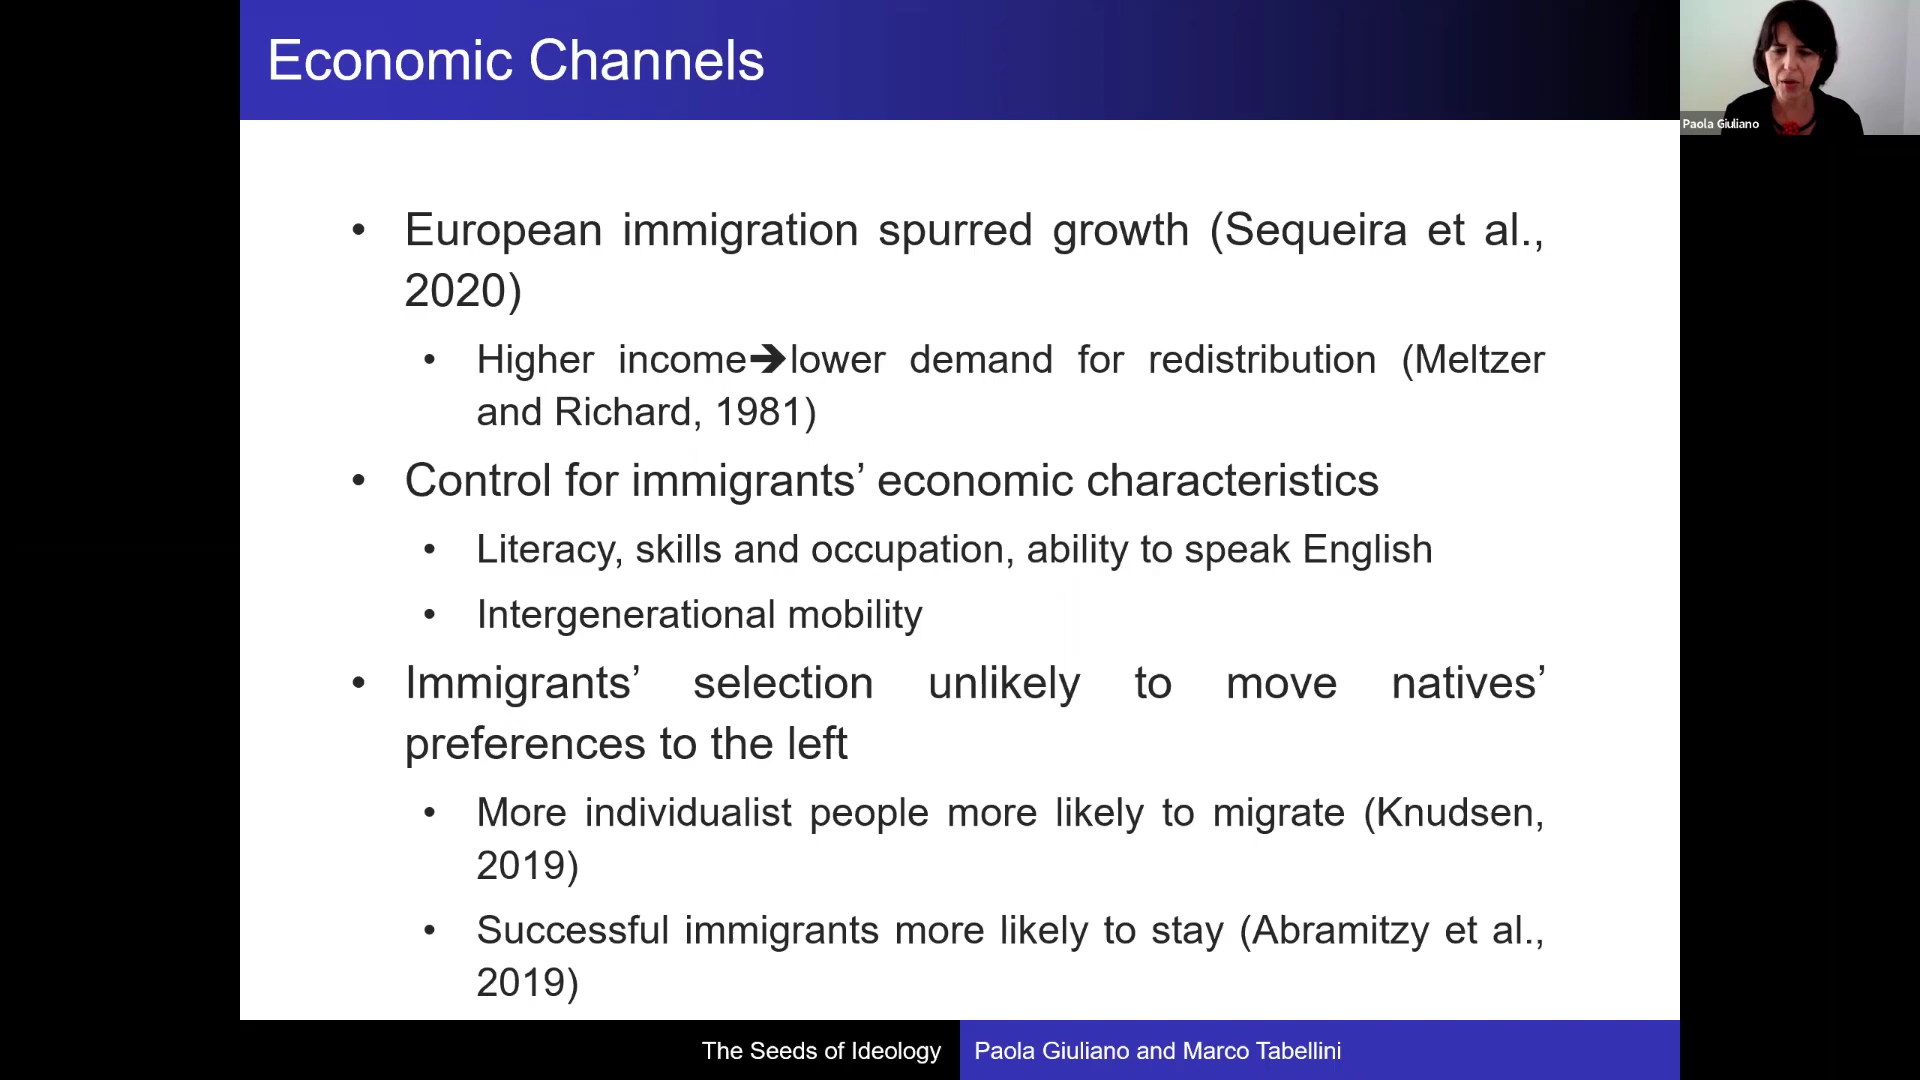 Economic Channels
Paola Giuliano
• European immigration spurred growth (Sequeira et al.,
2020)
• Higher income➔lower demand for redistribution (Meltzer
and Richard, 1981)
• Control for immigrants’ economic characteristics
• Literacy, skills and occupation, ability to speak English
• Intergenerational mobility
• Immigrants’ selection unlikely to move natives’
preferences to the left
• More individualist people more likely to migrate (Knudsen,
2019)
• Successful immigrants more likely to stay (Abramitzy et al.,
2019)
The Seeds of Ideology
Paola Giuliano and Marco Tabellini